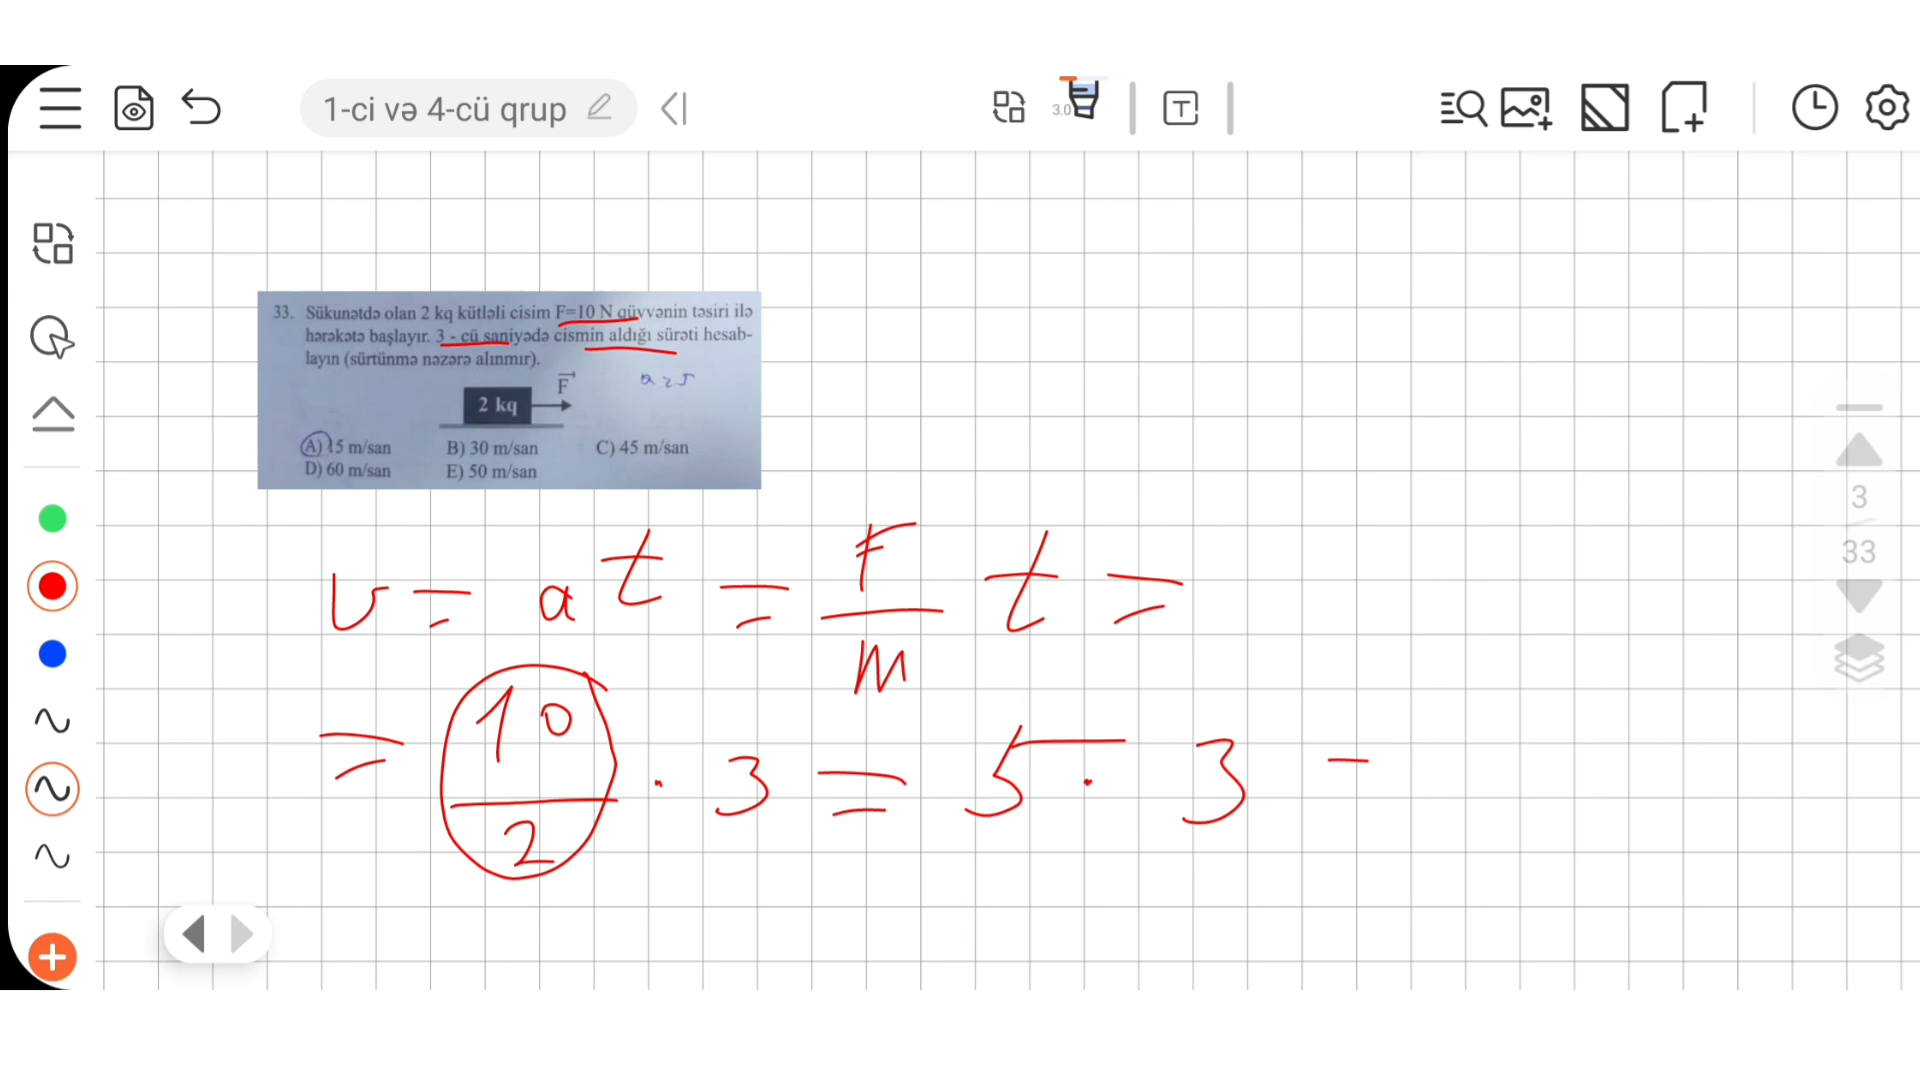 1-ci və 4-cü qrup
3.0
T
33. Sükunətdə olan 2 kq kütləli cisim F=10 N qüvvənin təsiri ilə
hərəkətə başlayır. 3 - cü saniyədə cismin aldığı sürəti hesab-
layın (sürtünmə nəzərə alınmır).
F
a = 5
2 kq
A) 15 m/san B) 30 m/san C) 45 m/san
D) 60 m/san E) 50 m/san
3
33
v = at = F/m t =
= 10/2 · 3 = 5 · 3 −